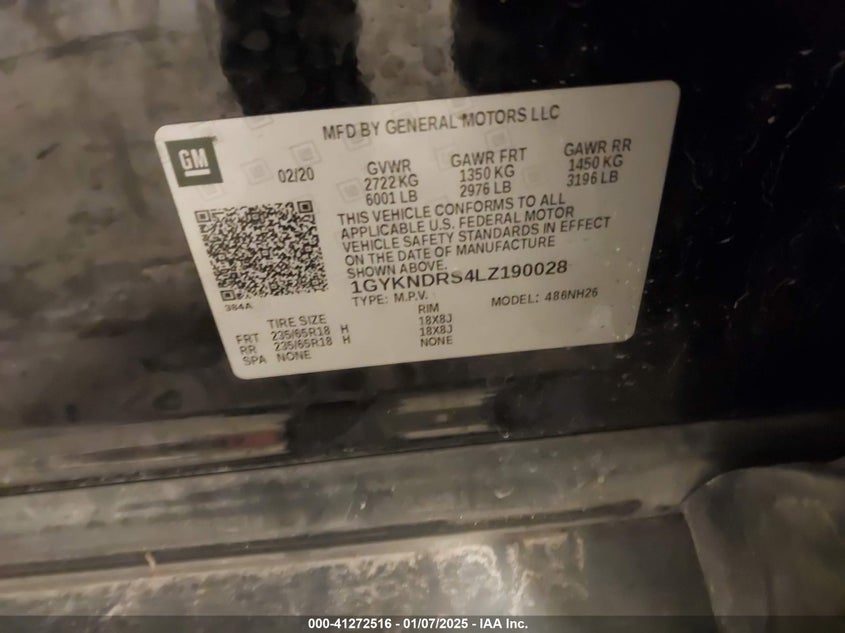 MFD BY GENERAL MOTORS LLC
GM
02/20
GVWR GAWR FRT GAWR RR
2722 KG 1350 KG 1450 KG
6001 LB 2976 LB 3196 LB
THIS VEHICLE CONFORMS TO ALL
APPLICABLE U.S. FEDERAL MOTOR
VEHICLE SAFETY STANDARDS IN EFFECT
ON THE DATE OF MANUFACTURE
SHOWN ABOVE.
1GYKNDRS4LZ190028
384A
TYPE: M.P.V. MODEL: 486NH26
TIRE SIZE RIM
FRT 235/65R18 H 18X8J
RR 235/65R18 H 18X8J
SPA NONE NONE
000-41272516 | 01/07/2025 - IAA Inc.